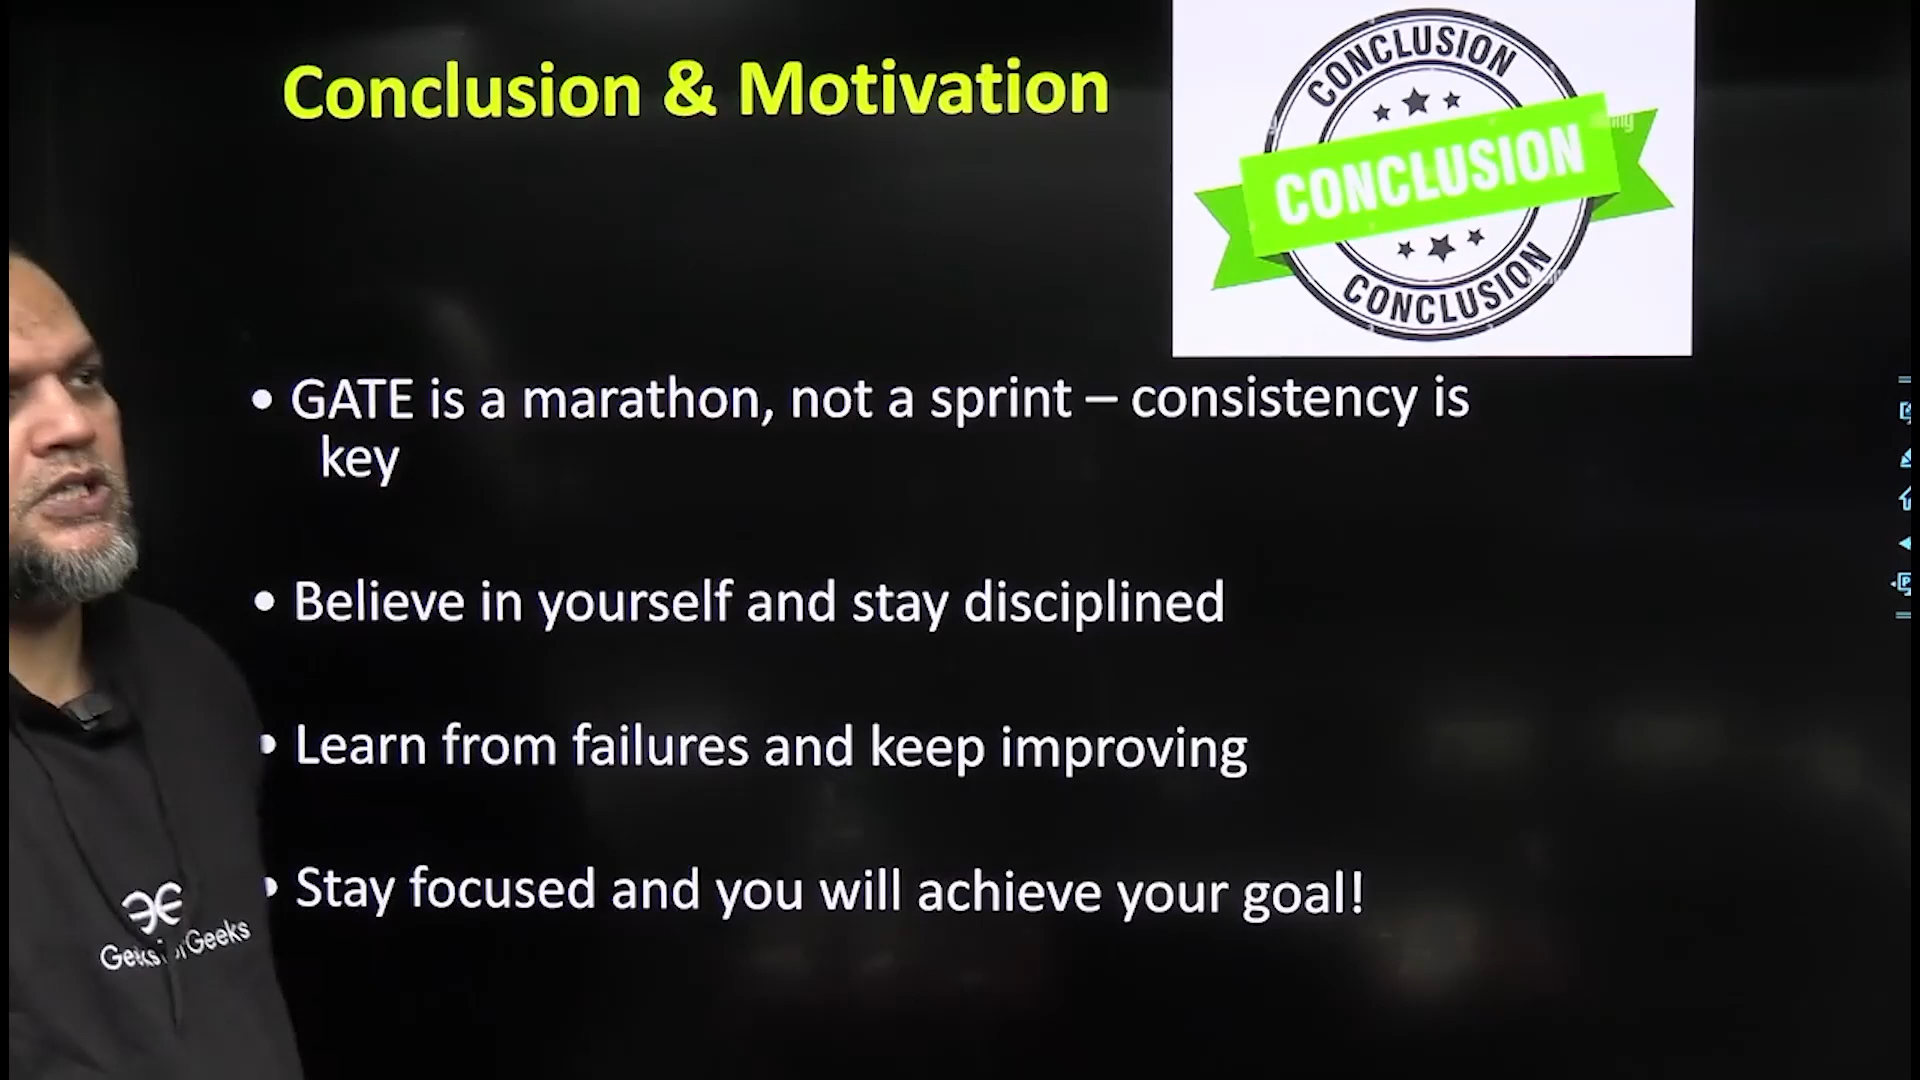 Conclusion & Motivation
CONCLUSION
CONCLUSION
CONCLUSION
• GATE is a marathon, not a sprint – consistency is
key
• Believe in yourself and stay disciplined
• Learn from failures and keep improving
• Stay focused and you will achieve your goal!